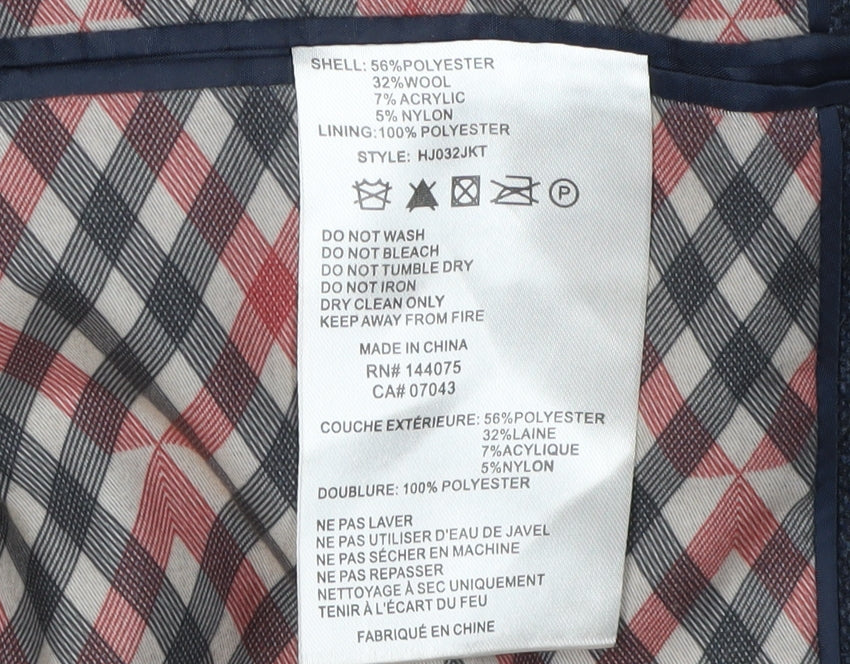 SHELL: 56%POLYESTER
32%WOOL
7% ACRYLIC
5% NYLON
LINING:100% POLYESTER
STYLE: HJ032JKT
P
DO NOT WASH
DO NOT BLEACH
DO NOT TUMBLE DRY
DO NOT IRON
DRY CLEAN ONLY
KEEP AWAY FROM FIRE
MADE IN CHINA
RN# 144075
CA# 07043
COUCHE EXTÉRIEURE: 56%POLYESTER
32%LAINE
7%ACYLIQUE
5%NYLON
DOUBLURE: 100% POLYESTER
NE PAS LAVER
NE PAS UTILISER D'EAU DE JAVEL
NE PAS SÉCHER EN MACHINE
NE PAS REPASSER
NETTOYAGE À SEC UNIQUEMENT
TENIR À L'ÉCART DU FEU
FABRIQUÉ EN CHINE